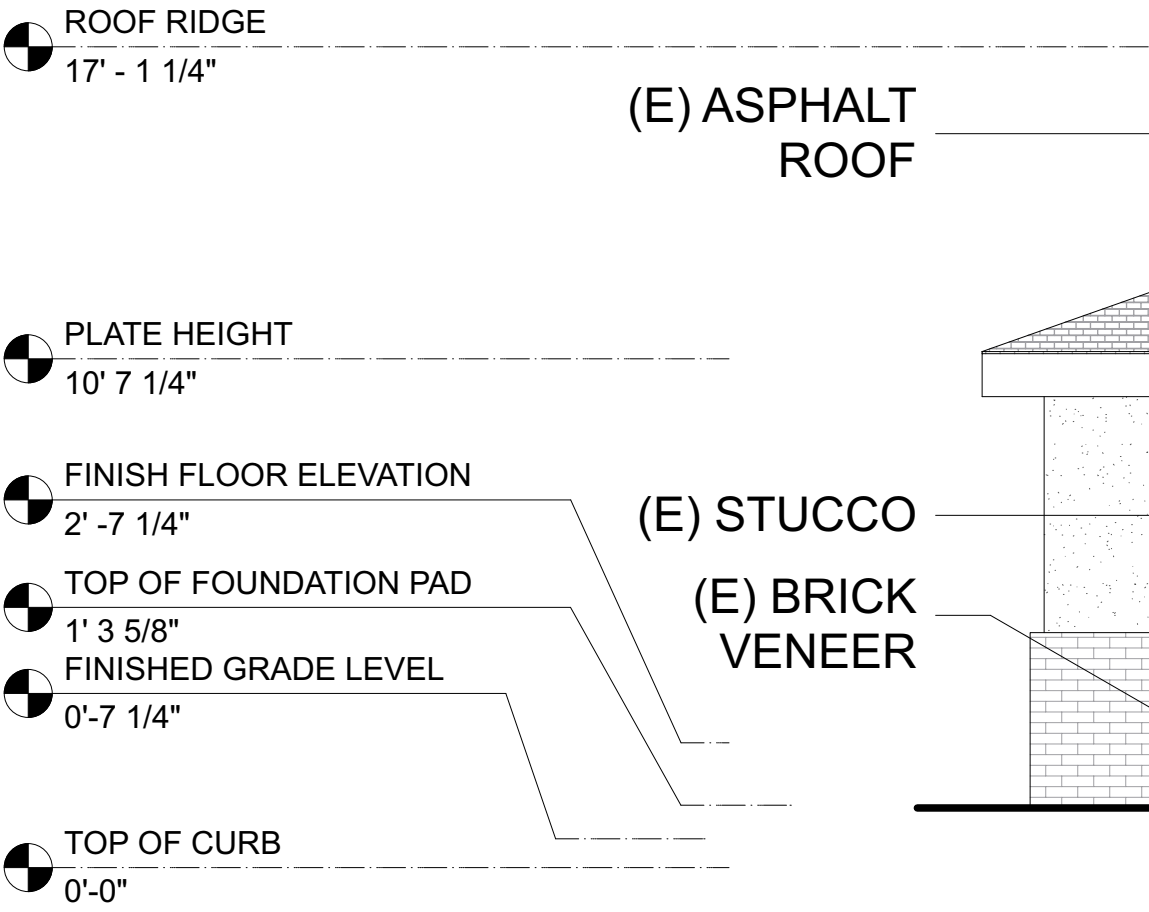 ROOF RIDGE
17' - 1 1/4"
(E) ASPHALT
ROOF
PLATE HEIGHT
10' 7 1/4"
FINISH FLOOR ELEVATION
2' -7 1/4"
(E) STUCCO
TOP OF FOUNDATION PAD
1' 3 5/8"
(E) BRICK
VENEER
FINISHED GRADE LEVEL
0'-7 1/4"
TOP OF CURB
0'-0"